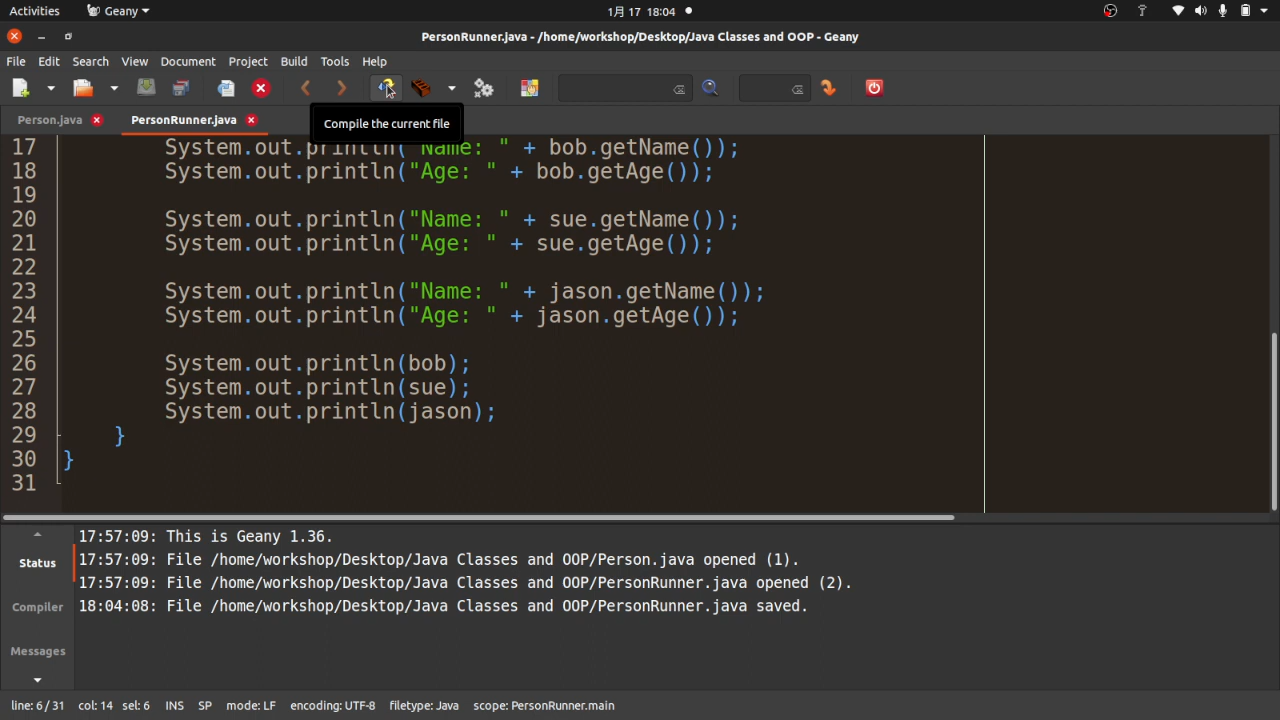 Activities Geany 1月 17 18:04
PersonRunner.java - /home/workshop/Desktop/Java Classes and OOP - Geany
File Edit Search View Document Project Build Tools Help
Person.java PersonRunner.java
Compile the current file
17 System.out.println("Name: " + bob.getName());
18 System.out.println("Age: " + bob.getAge());
19
20 System.out.println("Name: " + sue.getName());
21 System.out.println("Age: " + sue.getAge());
22
23 System.out.println("Name: " + jason.getName());
24 System.out.println("Age: " + jason.getAge());
25
26 System.out.println(bob);
27 System.out.println(sue);
28 System.out.println(jason);
29 }
30 }
31
Status
Compiler
Messages
17:57:09: This is Geany 1.36.
17:57:09: File /home/workshop/Desktop/Java Classes and OOP/Person.java opened (1).
17:57:09: File /home/workshop/Desktop/Java Classes and OOP/PersonRunner.java opened (2).
18:04:08: File /home/workshop/Desktop/Java Classes and OOP/PersonRunner.java saved.
line: 6 / 31 col: 14 sel: 6 INS SP mode: LF encoding: UTF-8 filetype: Java scope: PersonRunner.main